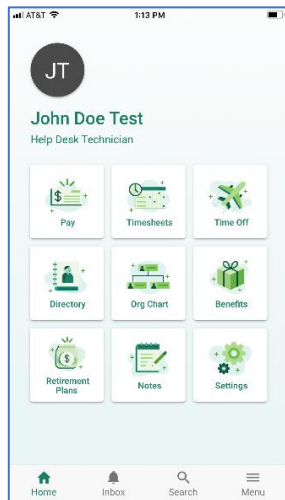 AT&T 1:13 PM
JT
John Doe Test
Help Desk Technician
Pay Timesheets Time Off
Directory Org Chart Benefits
Retirement
Plans
Notes Settings
Home Inbox Search Menu